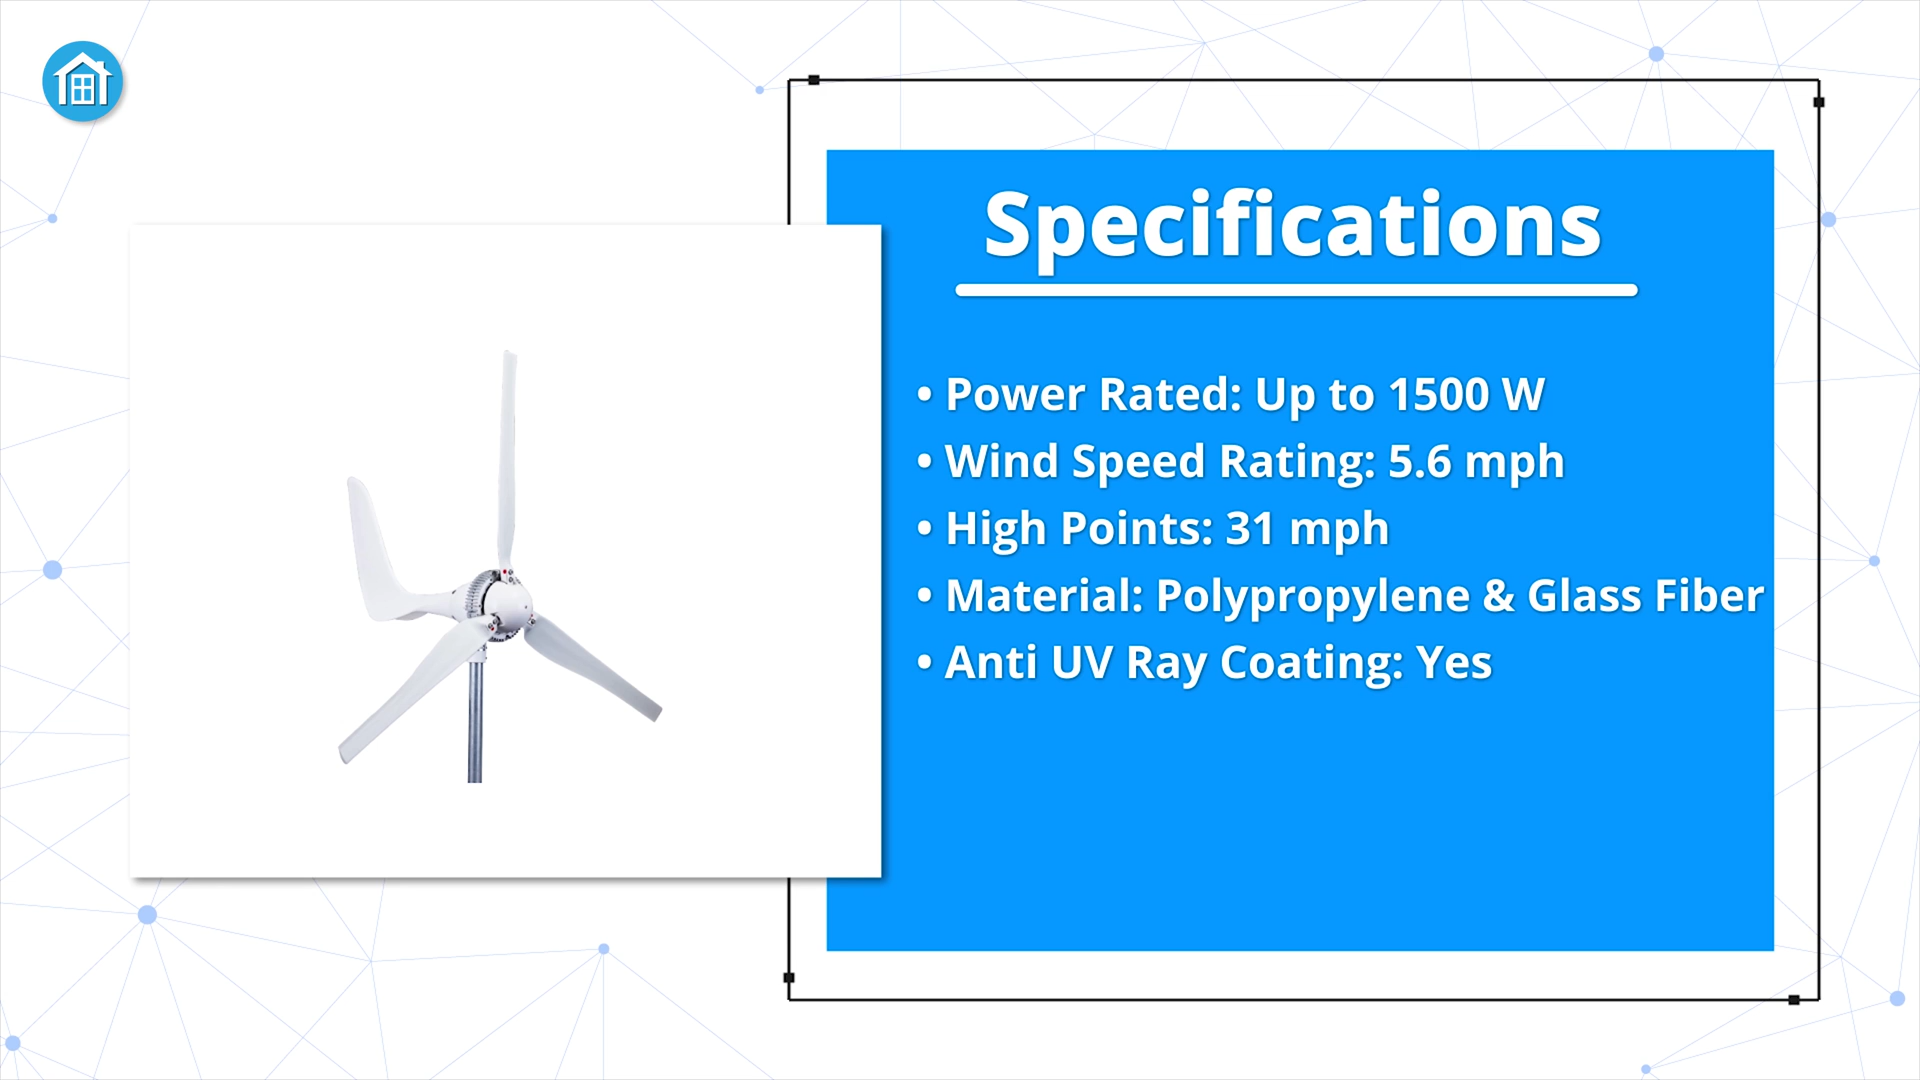 Specifications
• Power Rated: Up to 1500 W
• Wind Speed Rating: 5.6 mph
• High Points: 31 mph
• Material: Polypropylene & Glass Fiber
• Anti UV Ray Coating: Yes